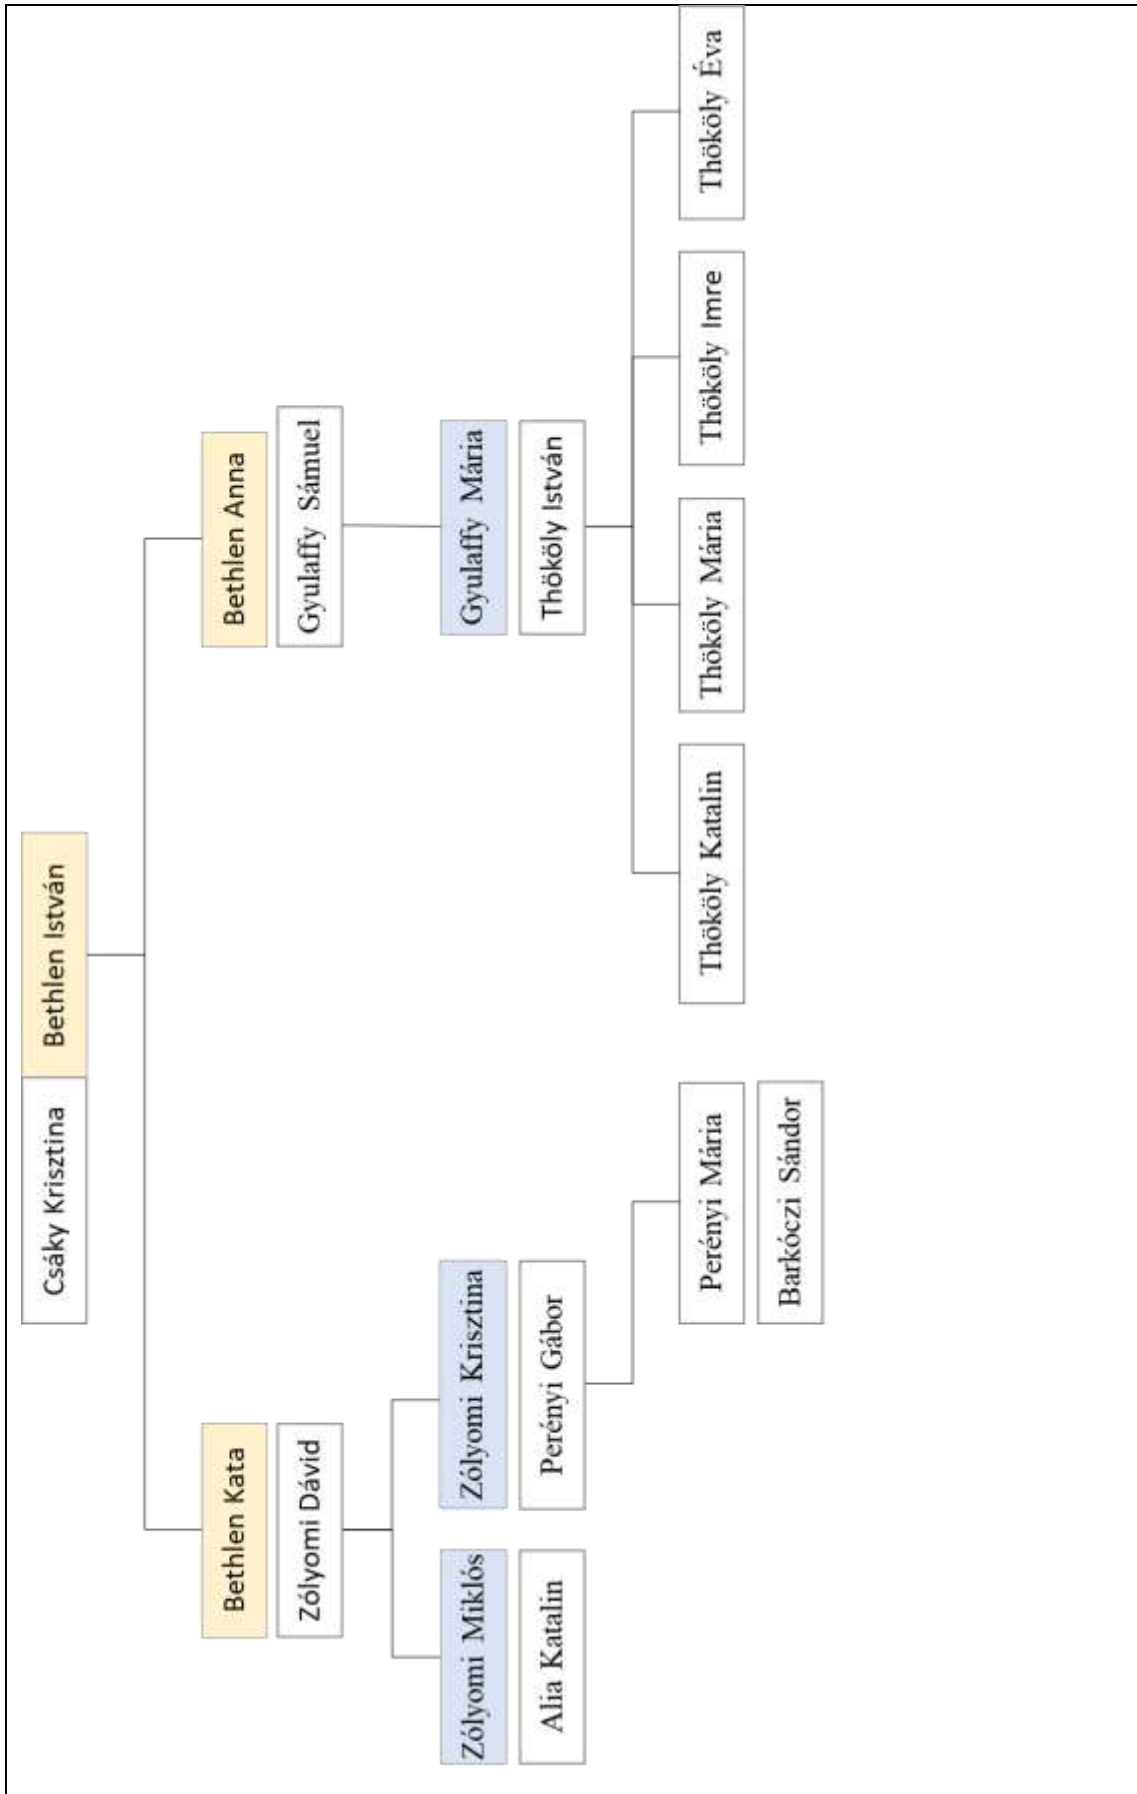 Csáky Krisztina
Bethlen István
Bethlen Kata
Zólyomi Dávid
Bethlen Anna
Gyulaffy Sámuel
Zólyomi Miklós
Alia Katalin
Zólyomi Krisztina
Perényi Gábor
Gyulaffy Mária
Thököly István
Perényi Mária
Barkóczi Sándor
Thököly Katalin
Thököly Mária
Thököly Imre
Thököly Éva